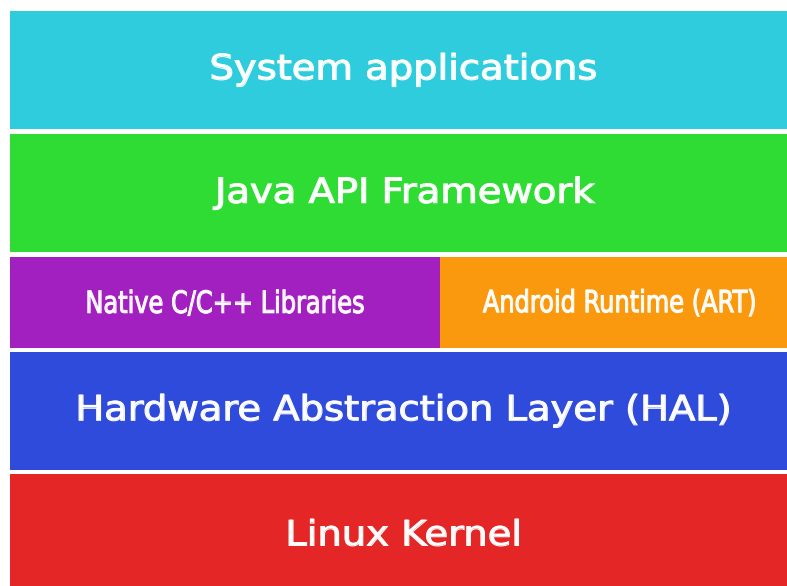 System applications
Java API Framework
Native C/C++ Libraries
Android Runtime (ART)
Hardware Abstraction Layer (HAL)
Linux Kernel